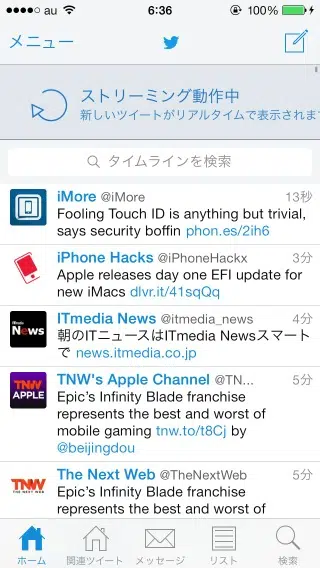 au 6:36 100%
メニュー
ストリーミング動作中
新しいツイートがリアルタイムで表示されま
タイムラインを検索
iMore @iMore 13秒
Fooling Touch ID is anything but trivial,
says security boffin phon.es/2ih6
iPhone Hacks @iPhoneHackx 3分
Apple releases day one EFI update for
new iMacs dlvr.it/41sqQq
ITmedia News @itmedia_news 4分
朝のITニュースはITmedia Newsスマート
で news.itmedia.co.jp
TNW's Apple Channel @TN... 5分
Epic's Infinity Blade franchise
represents the best and worst of
mobile gaming tnw.to/t8Cj by
@beijingdou
The Next Web @TheNextWeb 5分
Epic's Infinity Blade franchise
represents the best and worst of
News
TNW
APPLE
TNW
THE NEXT WEB
ホーム 関連ツイート メッセージ リスト 検索